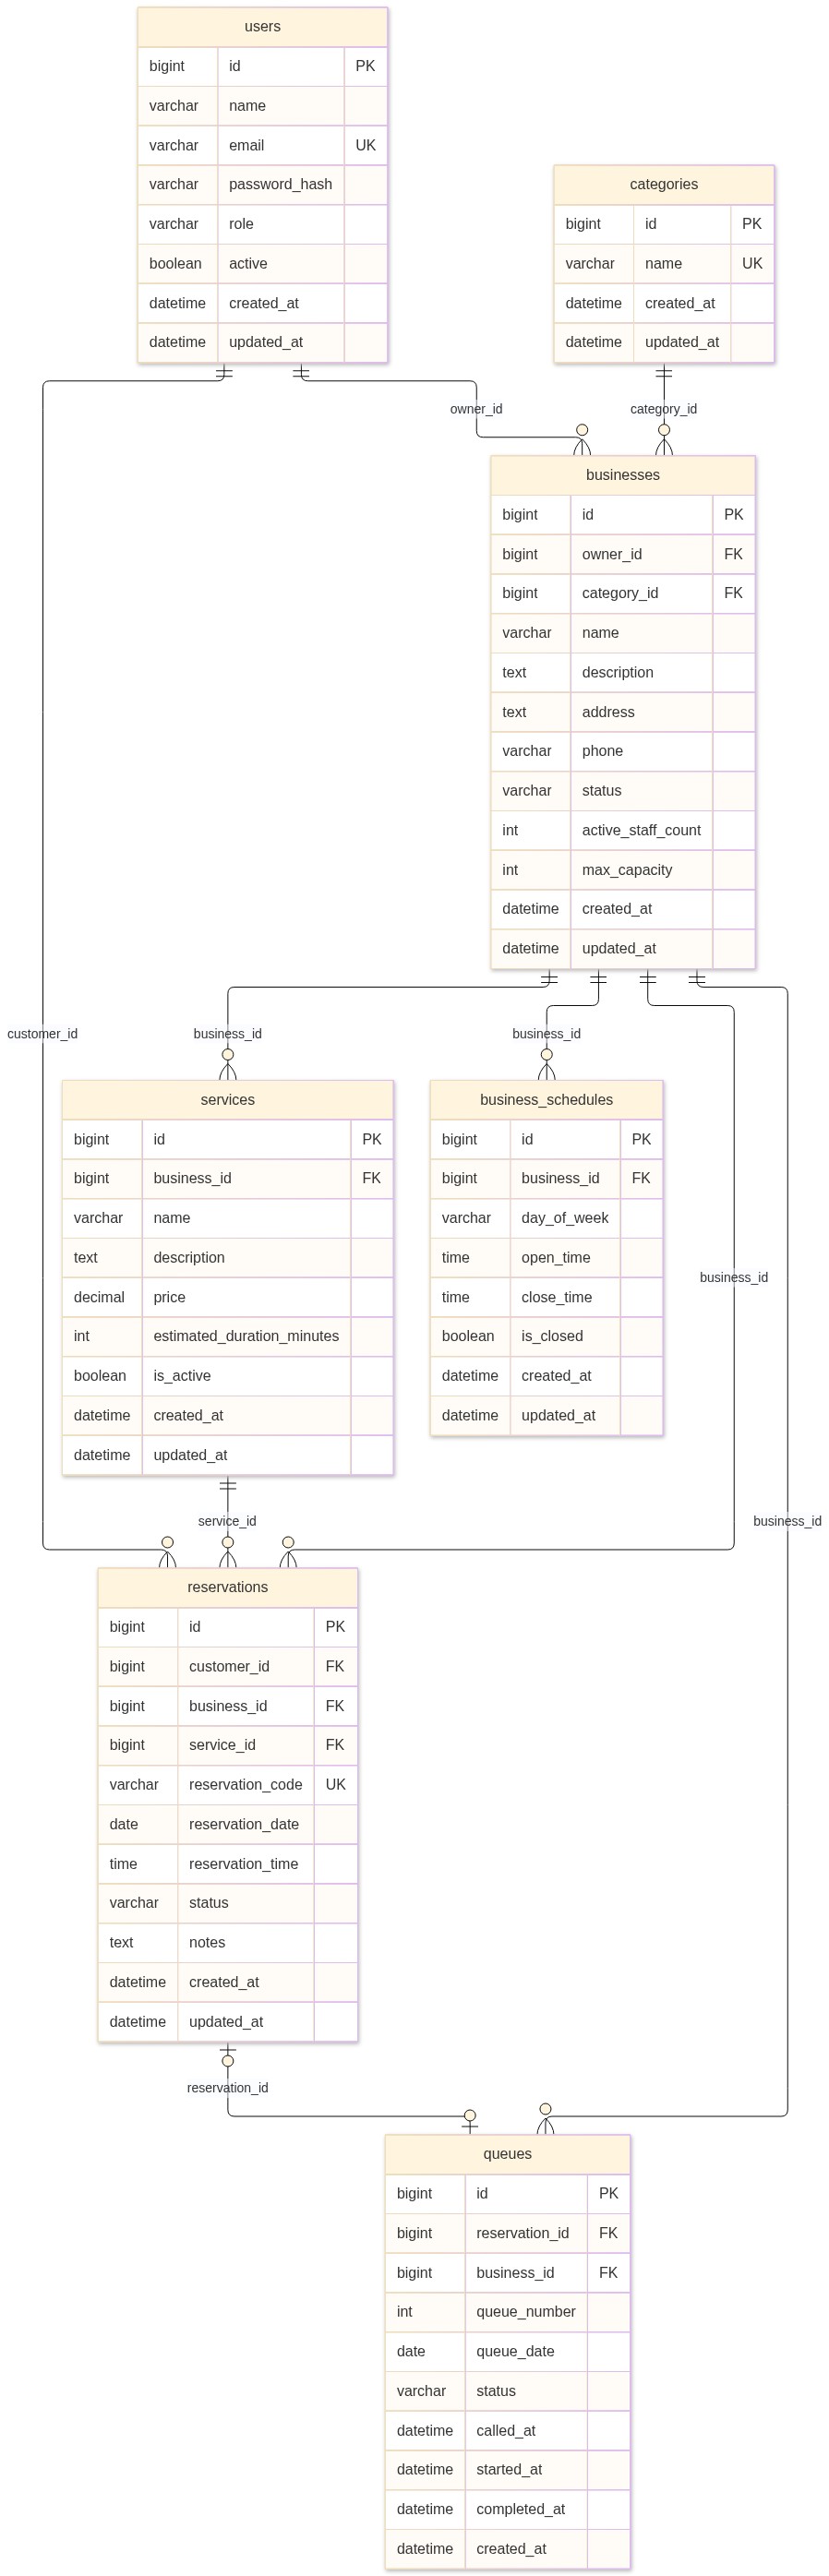 users
bigint id PK
varchar name
varchar email UK
varchar password_hash
varchar role
boolean active
datetime created_at
datetime updated_at
categories
bigint id PK
varchar name UK
datetime created_at
datetime updated_at
owner_id
category_id
businesses
bigint id PK
bigint owner_id FK
bigint category_id FK
varchar name
text description
text address
varchar phone
varchar status
int active_staff_count
int max_capacity
datetime created_at
datetime updated_at
customer_id
business_id
business_id
services
bigint id PK
bigint business_id FK
varchar name
text description
decimal price
int estimated_duration_minutes
boolean is_active
datetime created_at
datetime updated_at
business_schedules
bigint id PK
bigint business_id FK
varchar day_of_week
time open_time
time close_time
boolean is_closed
datetime created_at
datetime updated_at
business_id
service_id
business_id
reservations
bigint id PK
bigint customer_id FK
bigint business_id FK
bigint service_id FK
varchar reservation_code UK
date reservation_date
time reservation_time
varchar status
text notes
datetime created_at
datetime updated_at
reservation_id
queues
bigint id PK
bigint reservation_id FK
bigint business_id FK
int queue_number
date queue_date
varchar status
datetime called_at
datetime started_at
datetime completed_at
datetime created_at